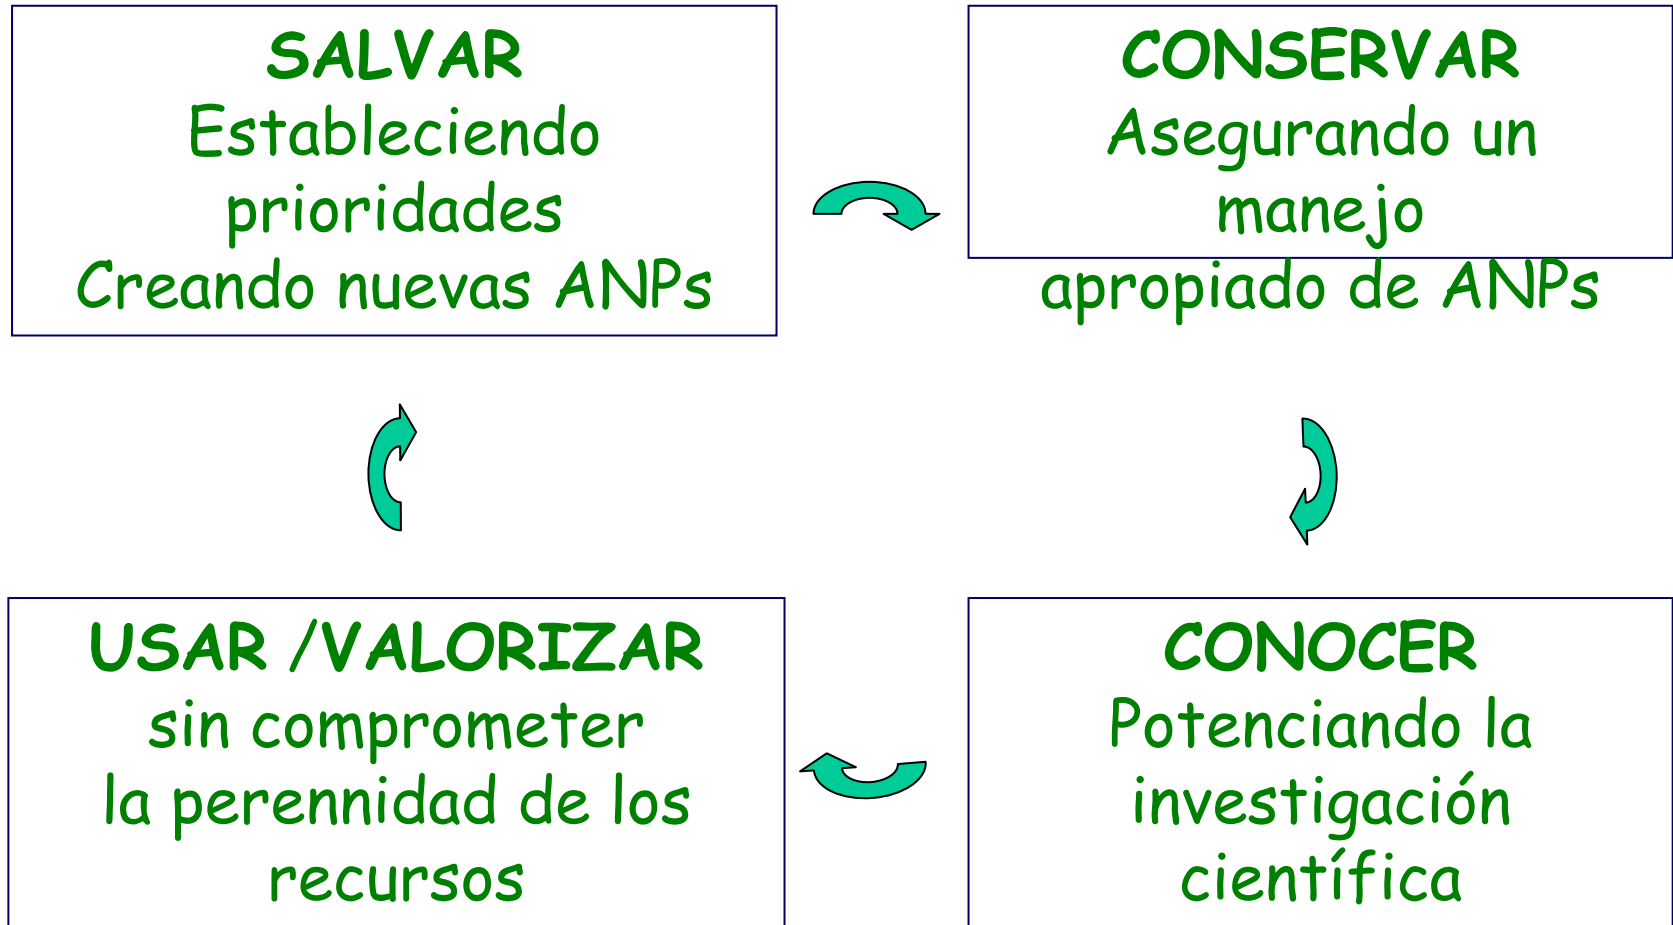 SALVAR
Estableciendo
prioridades
Creando nuevas ANPs
CONSERVAR
Asegurando un
manejo
apropiado de ANPs
USAR /VALORIZAR
sin comprometer
la perennidad de los
recursos
CONOCER
Potenciando la
investigación
científica